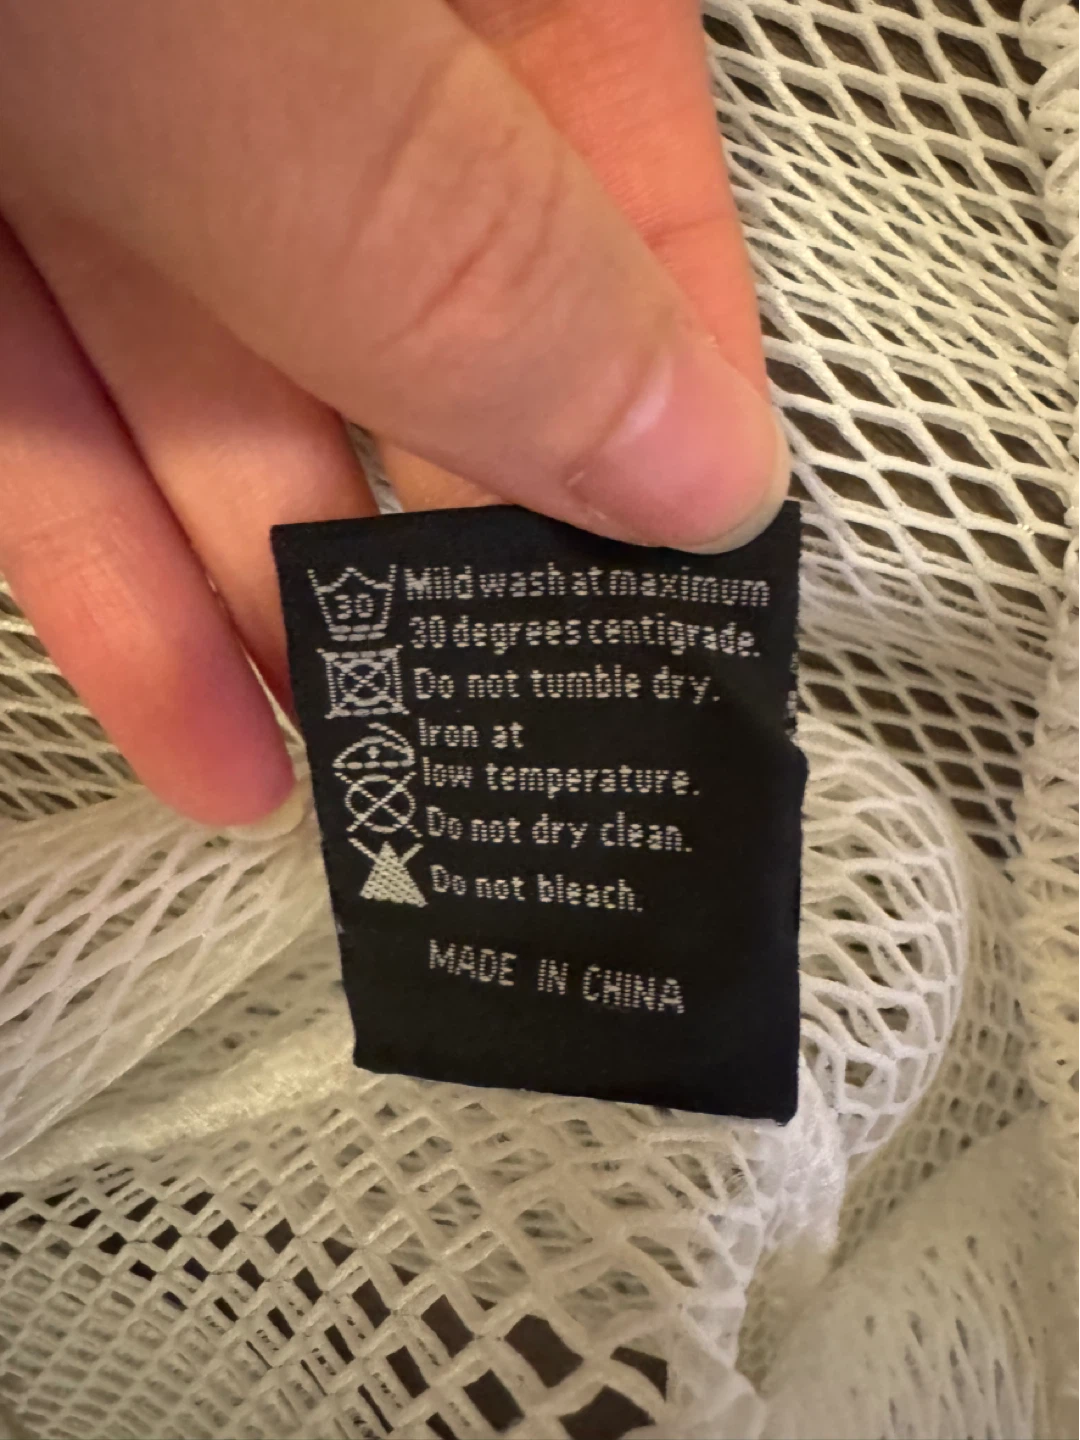 30 Mild wash at maximum
30 degrees centigrade.
Do not tumble dry.
Iron at
low temperature.
Do not dry clean.
Do not bleach.
MADE IN CHINA